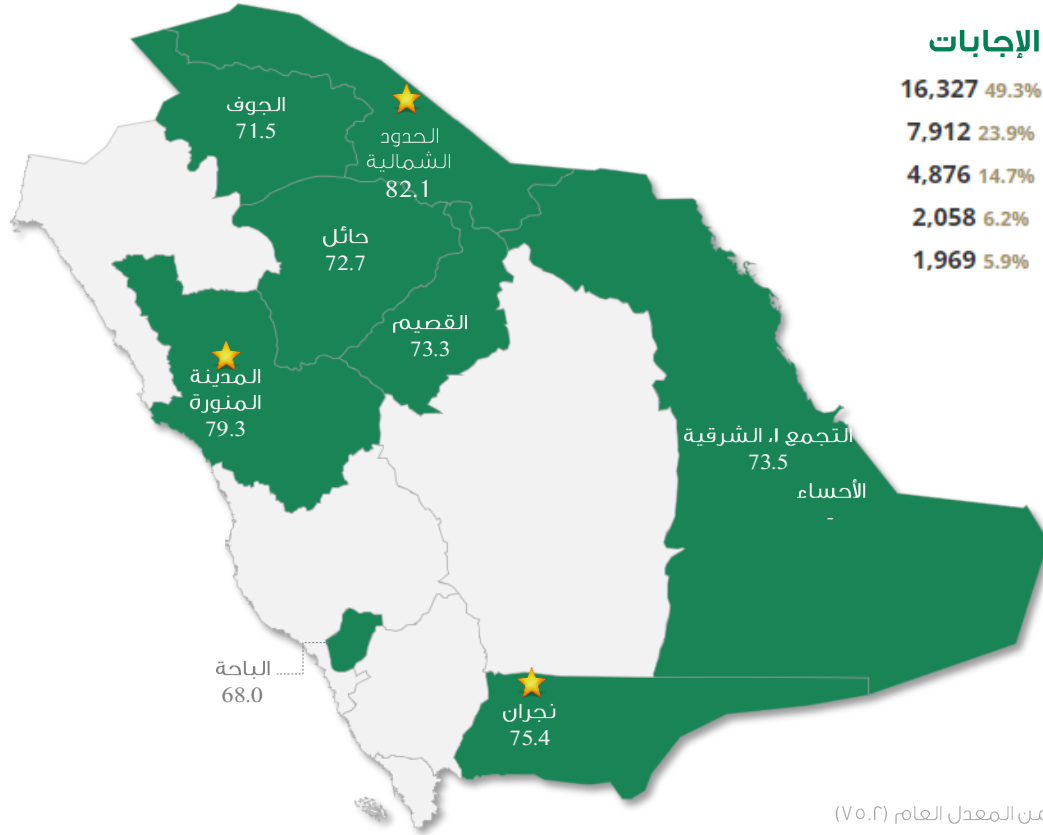 الإجابات
16,327 49.3%
7,912 23.9%
4,876 14.7%
2,058 6.2%
1,969 5.9%
الجوف
71.5
الحدود
الشمالية
82.1
حائل
72.7
القصيم
73.3
المدينة
المنورة
79.3
التجمع ا، الشرقية
73.5
الأحساء
-
الباحة
68.0
نجران
75.4
من المعدل العام (٧٥.٢)